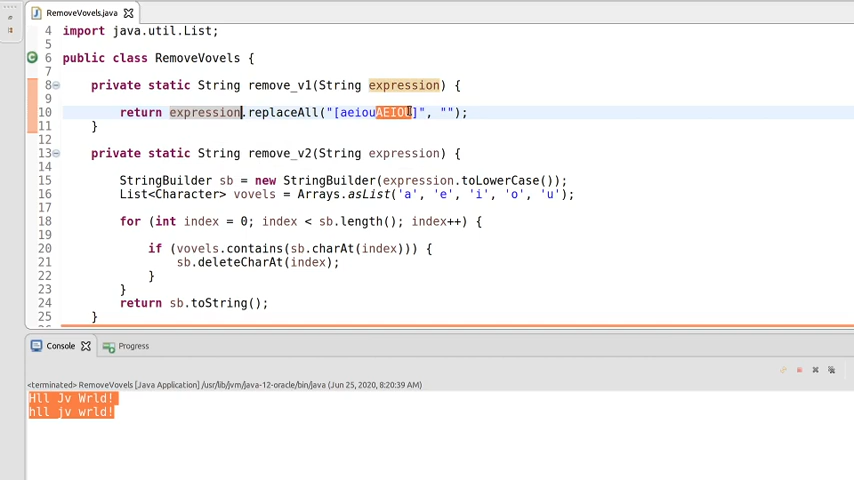 RemoveVovels.java
4 import java.util.List;
5
6 public class RemoveVovels {
7
8 private static String remove_v1(String expression) {
9
10 return expression.replaceAll("[aeiouAEIOU]", "");
11 }
12
13 private static String remove_v2(String expression) {
14
15 StringBuilder sb = new StringBuilder(expression.toLowerCase());
16 List<Character> vovels = Arrays.asList('a', 'e', 'i', 'o', 'u');
17
18 for (int index = 0; index < sb.length(); index++) {
19
20 if (vovels.contains(sb.charAt(index))) {
21 sb.deleteCharAt(index);
22 }
23 }
24 return sb.toString();
25 }
Console Progress
<terminated> RemoveVovels [Java Application] /usr/lib/jvm/java-12-oracle/bin/java (Jun 25, 2020, 8:20:39 AM)
Hll Jv Wrld!
hll jv wrld!